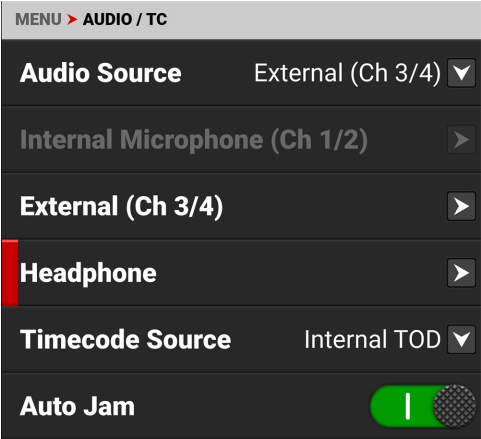 MENU ➤ AUDIO / TC
Audio Source External (Ch 3/4)
Internal Microphone (Ch 1/2)
External (Ch 3/4)
Headphone
Timecode Source Internal TOD
Auto Jam